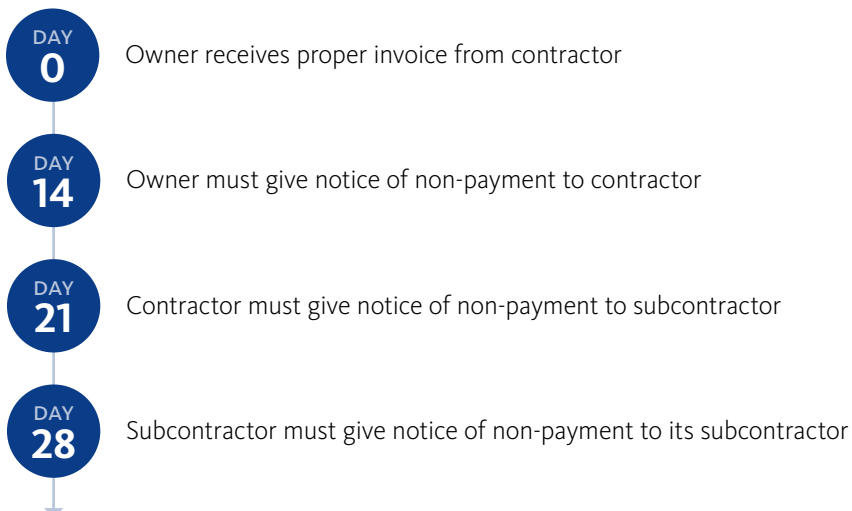 DAY
0
Owner receives proper invoice from contractor
DAY
14
Owner must give notice of non-payment to contractor
DAY
21
Contractor must give notice of non-payment to subcontractor
DAY
28
Subcontractor must give notice of non-payment to its subcontractor